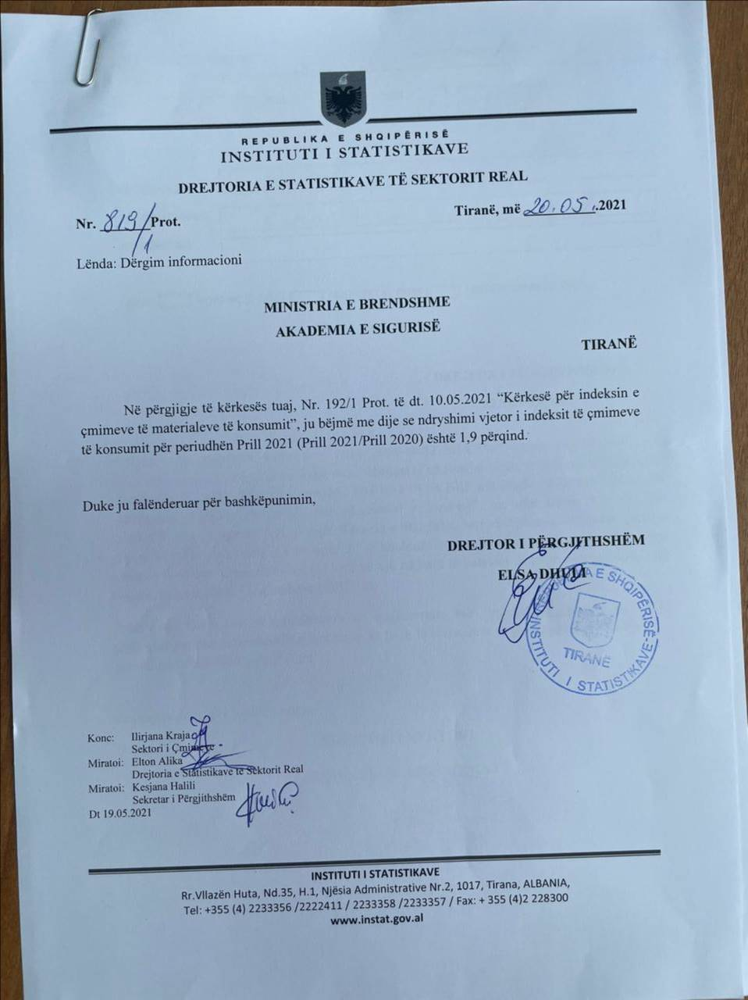 REPUBLIKA E SHQIPËRISË
INSTITUTI I STATISTIKAVE
DREJTORIA E STATISTIKAVE TË SEKTORIT REAL
Nr. 819/1 Prot.
Tiranë, më 20.05.2021
Lënda: Dërgim informacioni
MINISTRIA E BRENDSHME
AKADEMIA E SIGURISË
TIRANË
Në përgjigje të kërkesës tuaj, Nr. 192/1 Prot. të dt. 10.05.2021 “Kërkesë për indeksin e
çmimeve të materialeve të konsumit”, ju bëjmë me dije se ndryshimi vjetor i indeksit të çmimeve
të konsumit për periudhën Prill 2021 (Prill 2021/Prill 2020) është 1,9 përqind.
Duke ju falënderuar për bashkëpunimin,
DREJTOR I PËRGJITHSHËM
ELSA DHULI
REPUBLIKA E SHQIPËRISË
INSTITUTI I STATISTIKAVE
TIRANË
Konc: Ilirjana Kraja
Sektori i Çmimeve
Miratoi: Elton Alika
Drejtoria e Statistikave të Sektorit Real
Miratoi: Kesjana Halili
Sekretar i Përgjithshëm
Dt 19.05.2021
INSTITUTI I STATISTIKAVE
Rr.Vllazën Huta, Nd.35, H.1, Njësia Administrative Nr.2, 1017, Tirana, ALBANIA,
Tel: +355 (4) 2233356 /2222411 / 2233358 /2233357 / Fax: + 355 (4)2 228300
www.instat.gov.al